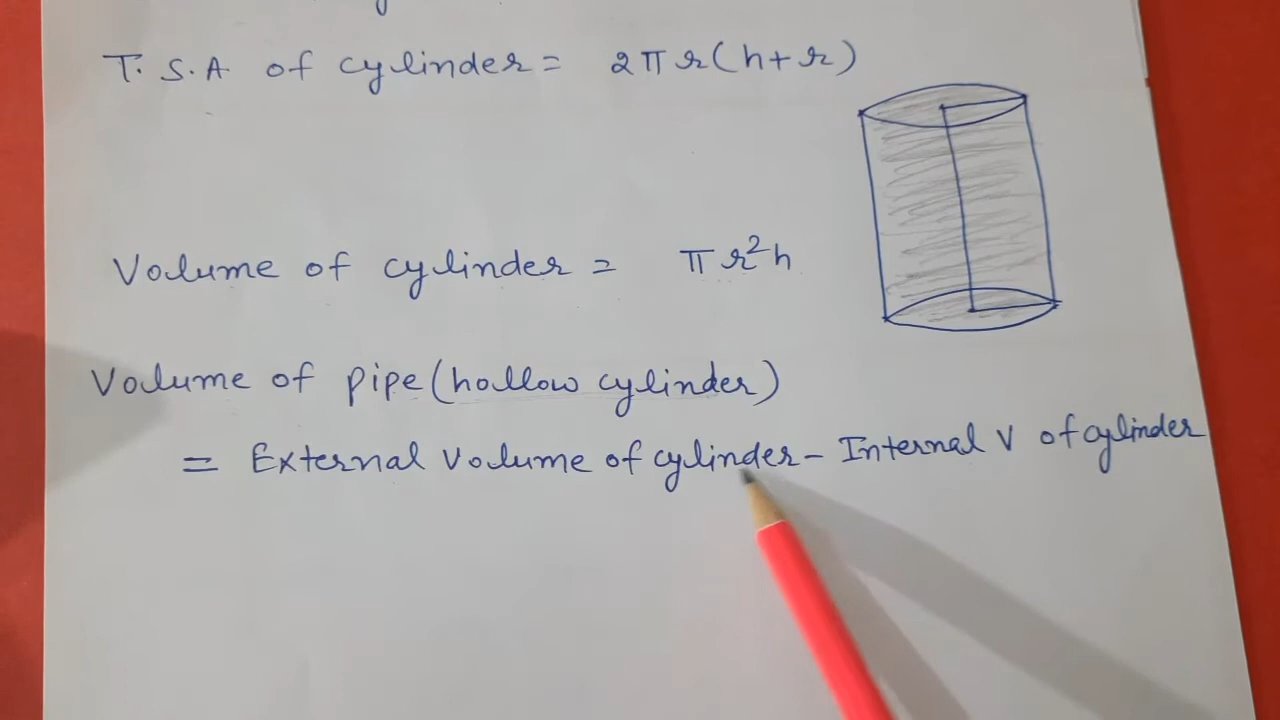 T. S.A. of cylinder = 2πr(h+r)
Volume of cylinder = πr²h
Volume of pipe (hollow cylinder)
= External Volume of cylinder - Internal V of cylinder